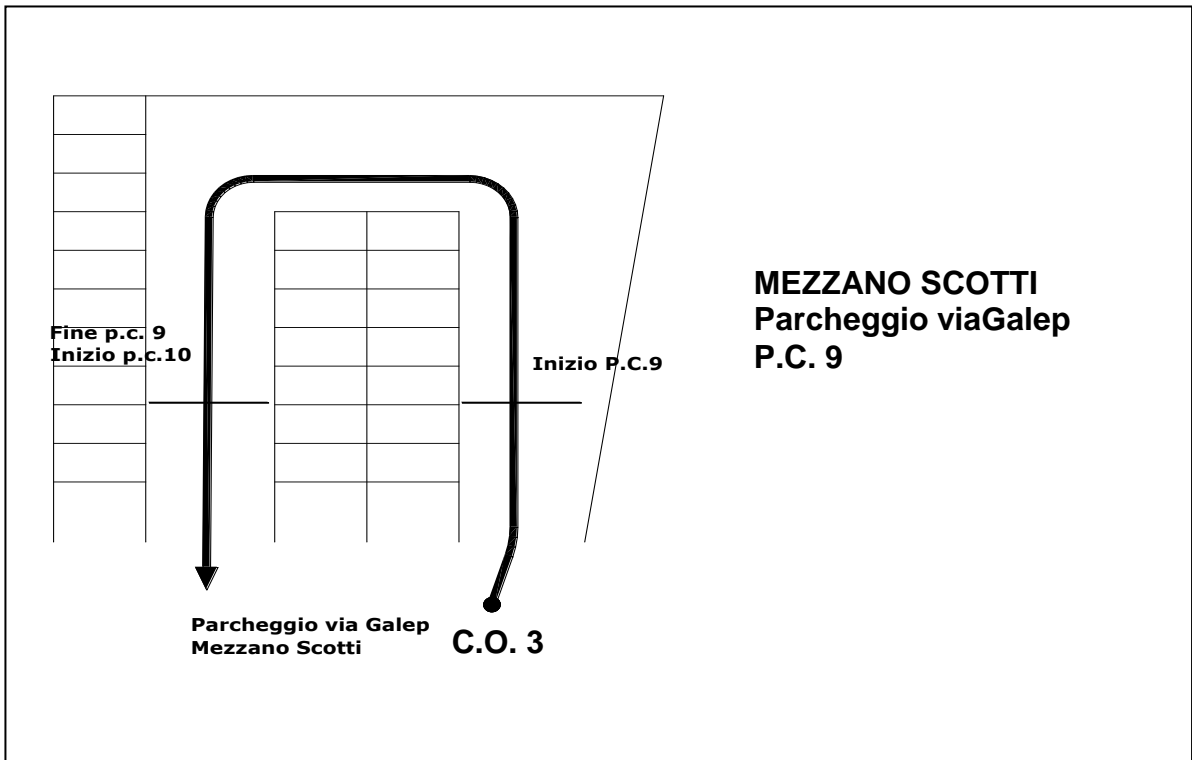 MEZZANO SCOTTI
Parcheggio viaGalep
P.C. 9
Fine p.c. 9
Inizio p.c.10
Inizio P.C.9
Parcheggio via Galep
Mezzano Scotti
C.O. 3